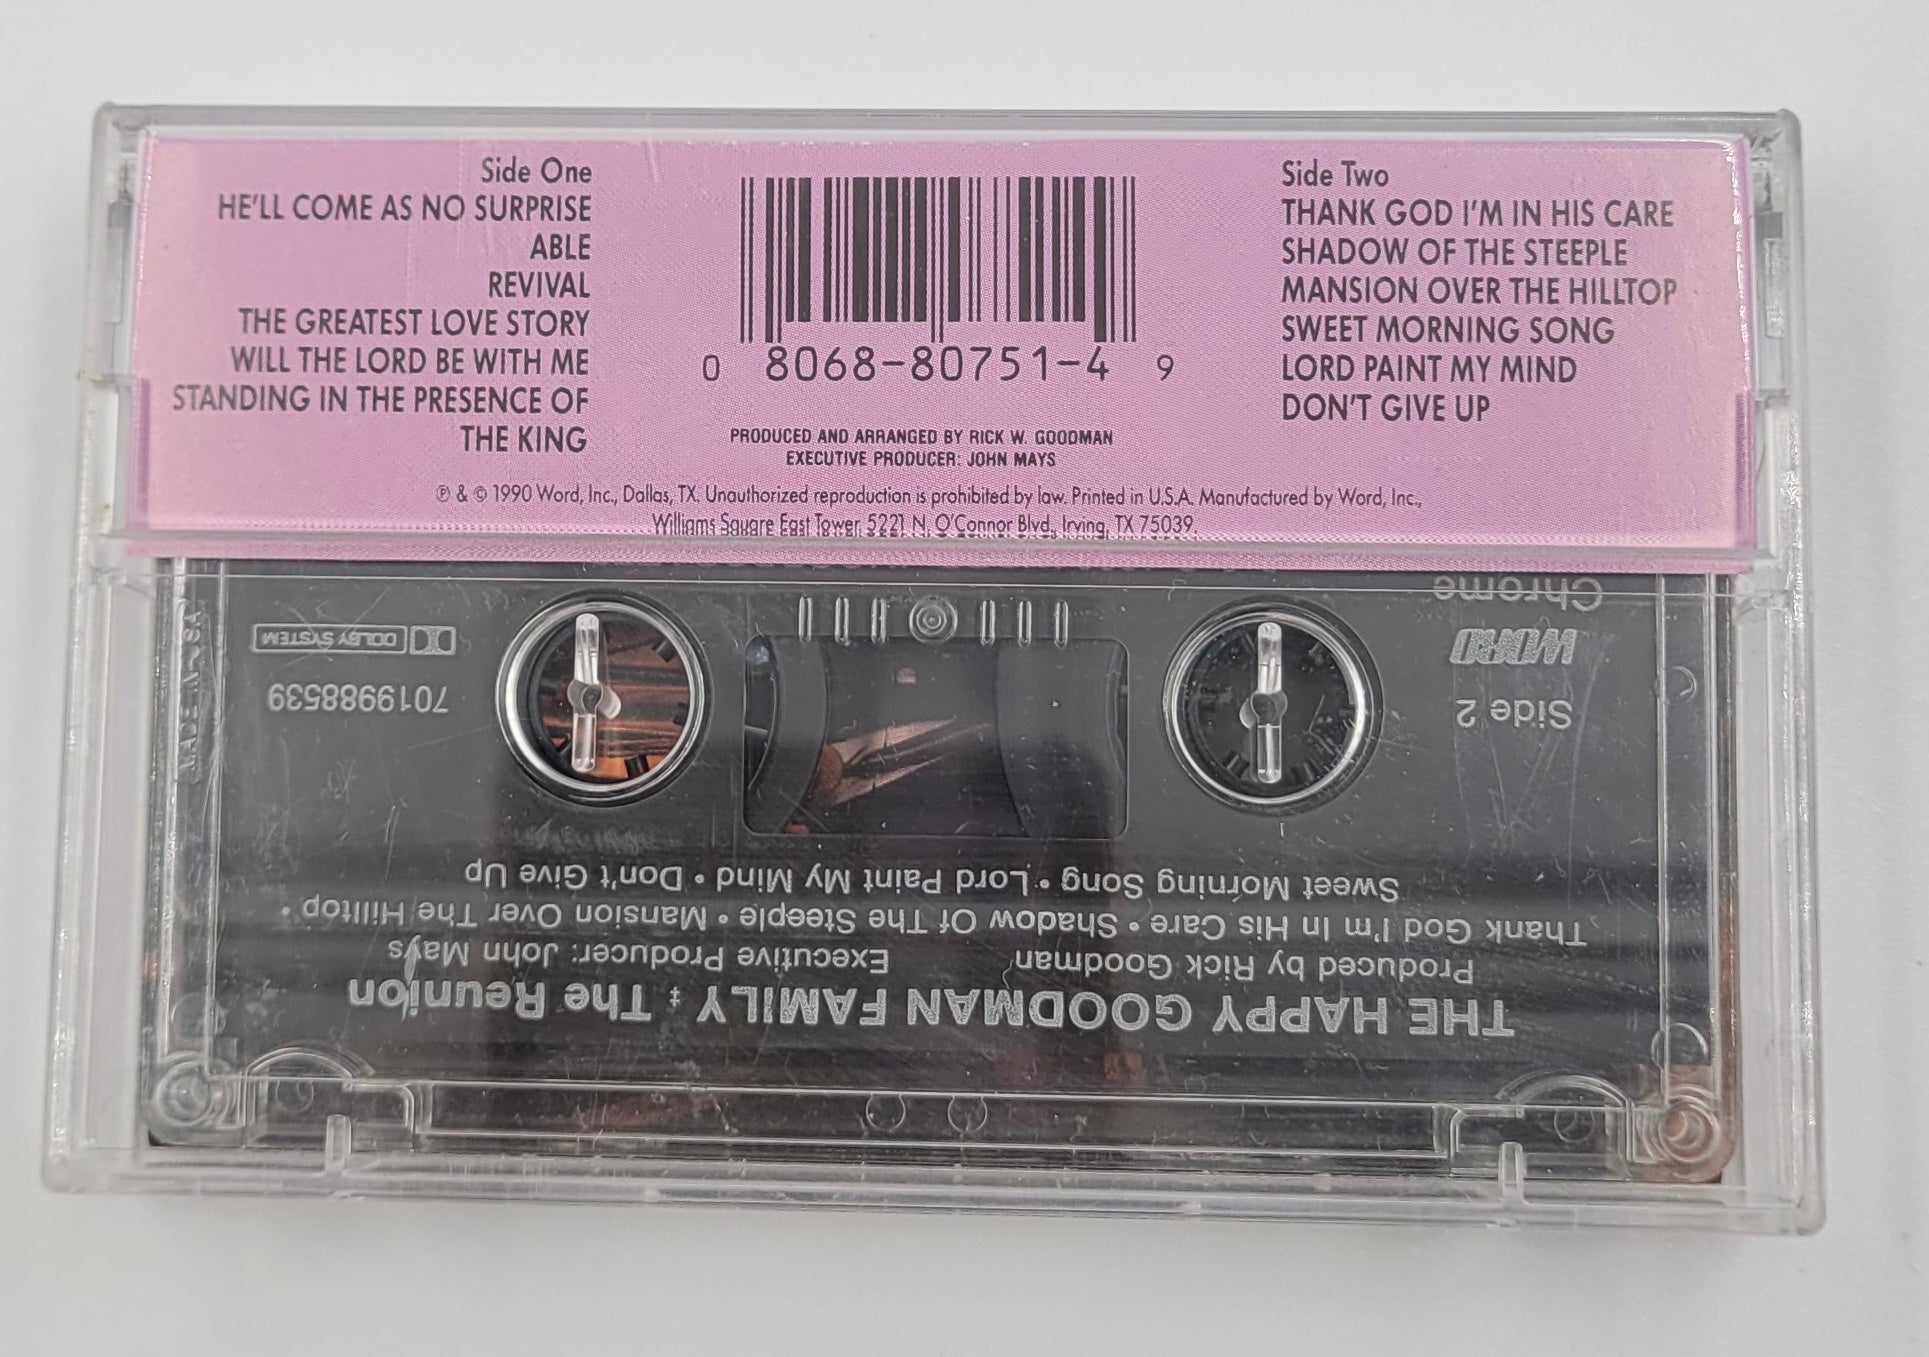 Side One
HE'LL COME AS NO SURPRISE
ABLE
REVIVAL
THE GREATEST LOVE STORY
WILL THE LORD BE WITH ME
STANDING IN THE PRESENCE OF
THE KING
0 8068-80751-4 9
PRODUCED AND ARRANGED BY RICK W. GOODMAN
EXECUTIVE PRODUCER: JOHN MAYS
Side Two
THANK GOD I'M IN HIS CARE
SHADOW OF THE STEEPLE
MANSION OVER THE HILLTOP
SWEET MORNING SONG
LORD PAINT MY MIND
DON'T GIVE UP
℗ & © 1990 Word, Inc., Dallas, TX. Unauthorized reproduction is prohibited by law. Printed in U.S.A. Manufactured by Word, Inc.,
Williams Square East Tower, 5221 N. O'Connor Blvd., Irving, TX 75039.
THE HAPPY GOODMAN FAMILY : The Reunion
Produced by Rick Goodman Executive Producer: John Mays
Thank God I'm In His Care • Shadow Of The Steeple • Mansion Over The Hilltop •
Sweet Morning Song • Lord Paint My Mind • Don't Give Up
Side 2
WORD
Chrome
7019988539
DOLBY SYSTEM
MADE IN USA